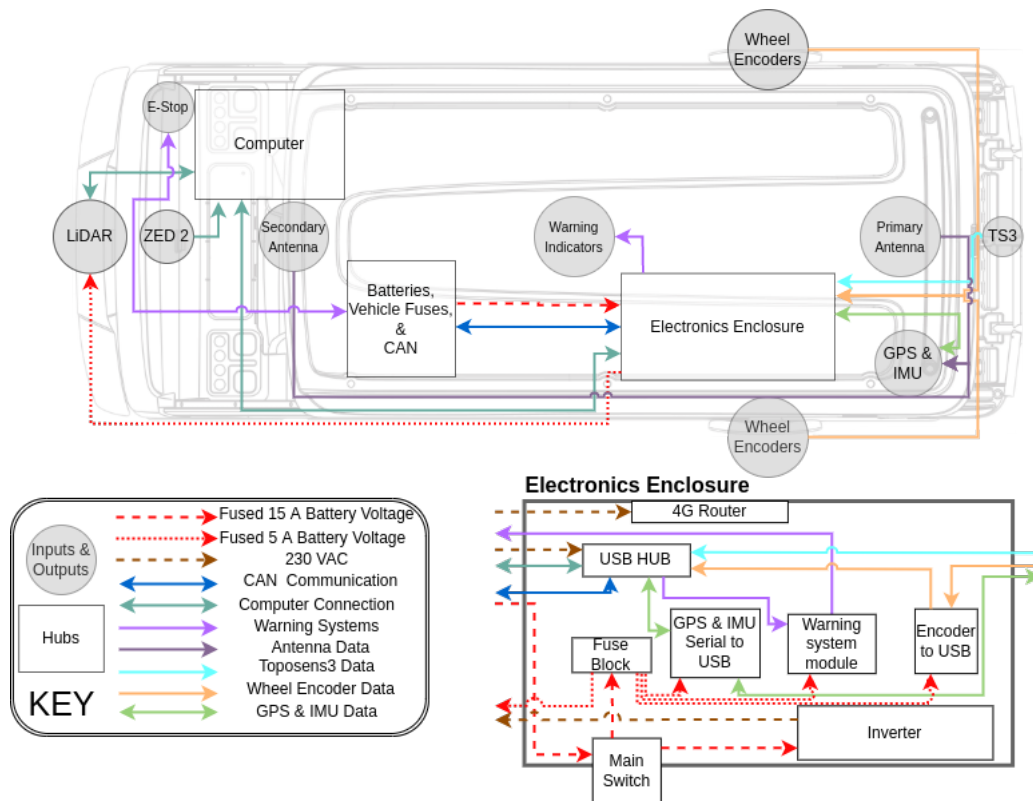 Wheel
Encoders
E-Stop
Computer
LiDAR
ZED 2
Secondary
Antenna
Warning
Indicators
Primary
Antenna
TS3
Batteries,
Vehicle Fuses,
&
CAN
Electronics Enclosure
GPS &
IMU
Wheel
Encoders
Electronics Enclosure
Inputs &
Outputs
Hubs
KEY
Fused 15 A Battery Voltage
Fused 5 A Battery Voltage
230 VAC
CAN Communication
Computer Connection
Warning Systems
Antenna Data
Toposens3 Data
Wheel Encoder Data
GPS & IMU Data
4G Router
USB HUB
Fuse
Block
GPS & IMU
Serial to
USB
Warning
system
module
Encoder
to USB
Inverter
Main
Switch